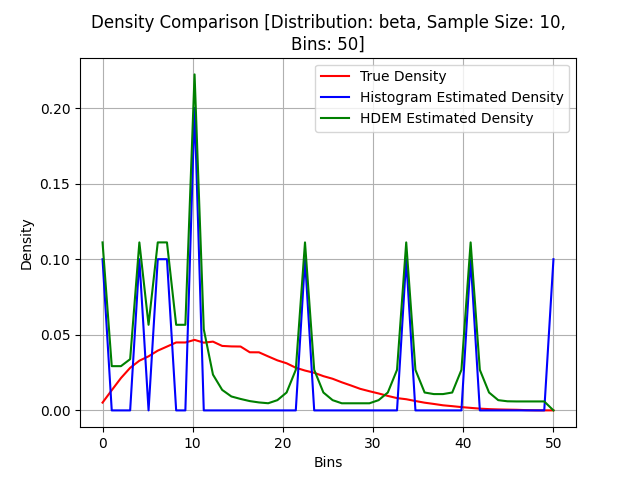 Density Comparison [Distribution: beta, Sample Size: 10,
Bins: 50]
True Density
Histogram Estimated Density
HDEM Estimated Density
Density
0.20
0.15
0.10
0.05
0.00
0 10 20 30 40 50
Bins